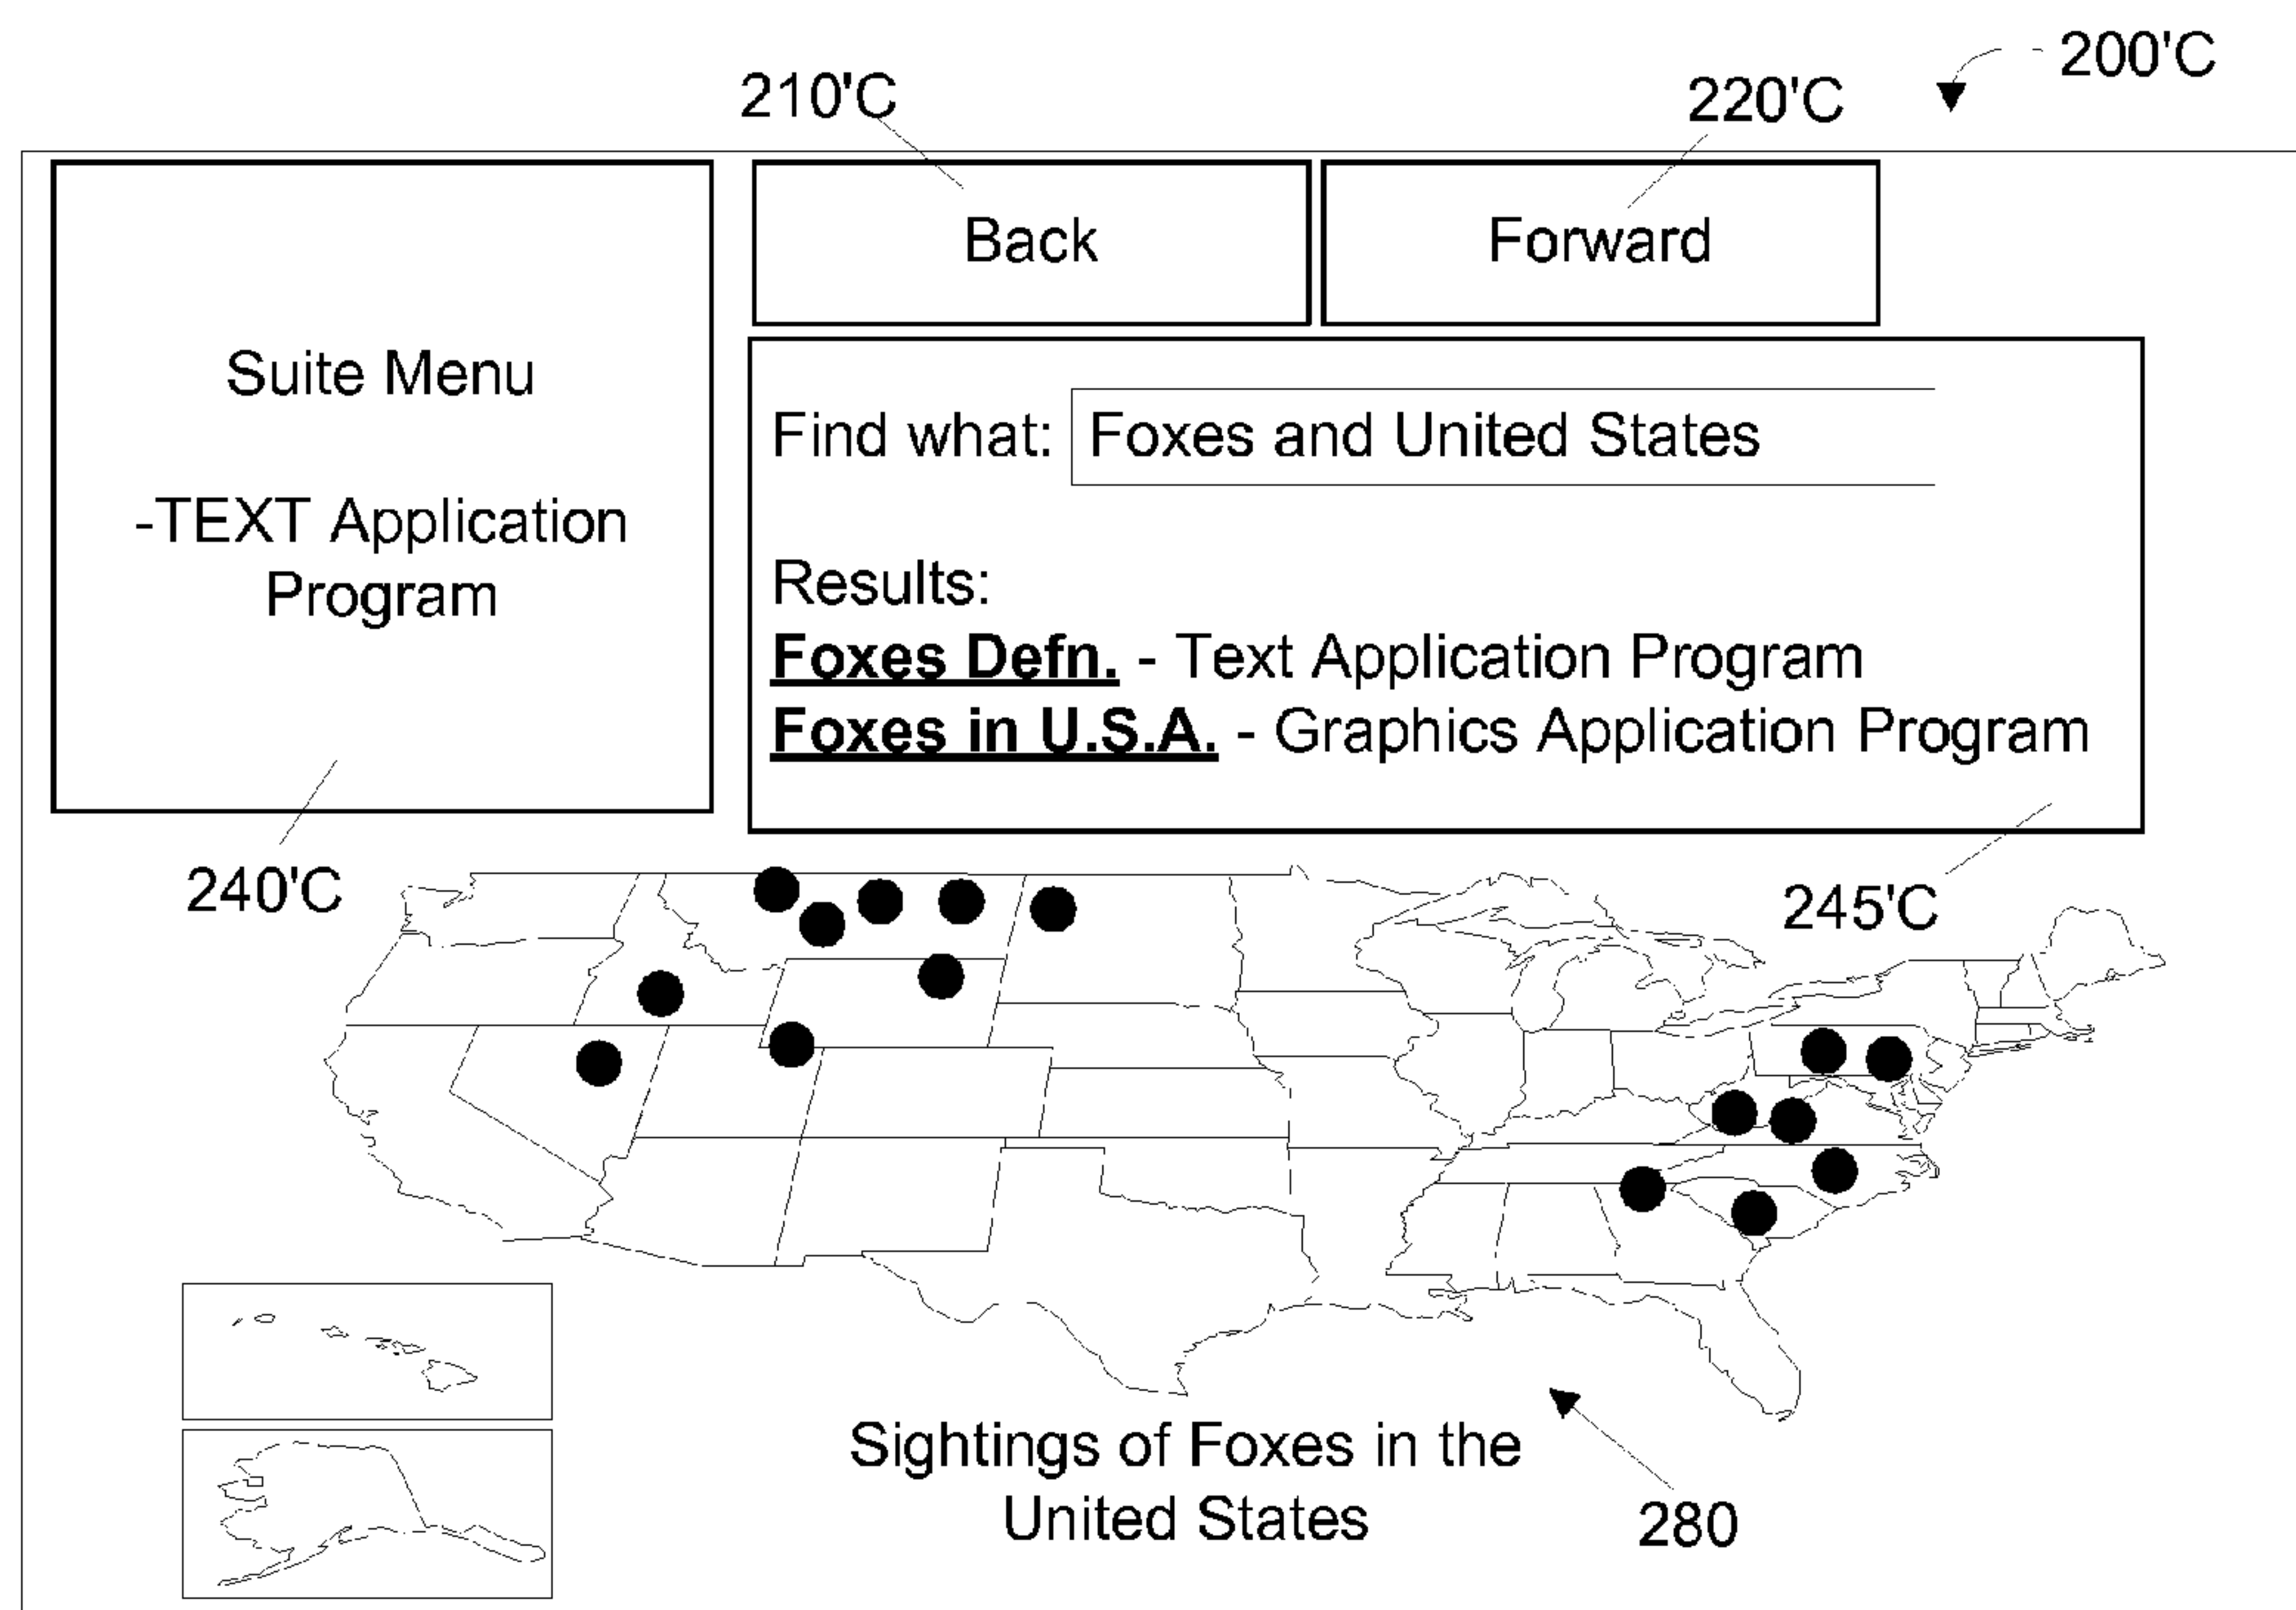 200'C
210'C
220'C
Back
Forward
Suite Menu
-TEXT Application
Program
Find what: Foxes and United States
Results:
Foxes Defn. - Text Application Program
Foxes in U.S.A. - Graphics Application Program
240'C
245'C
Sightings of Foxes in the
United States
280